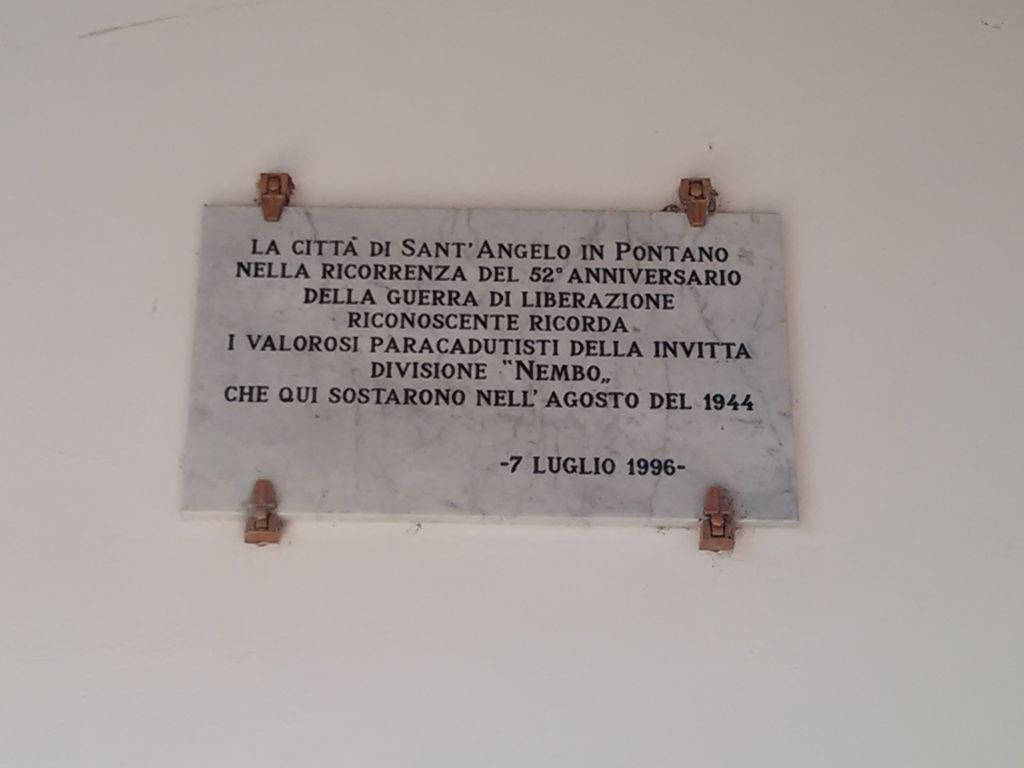 LA CITTÀ DI SANT'ANGELO IN PONTANO
NELLA RICORRENZA DEL 52° ANNIVERSARIO
DELLA GUERRA DI LIBERAZIONE
RICONOSCENTE RICORDA
I VALOROSI PARACADUTISTI DELLA INVITTA
DIVISIONE "NEMBO„
CHE QUI SOSTARONO NELL'AGOSTO DEL 1944
-7 LUGLIO 1996-